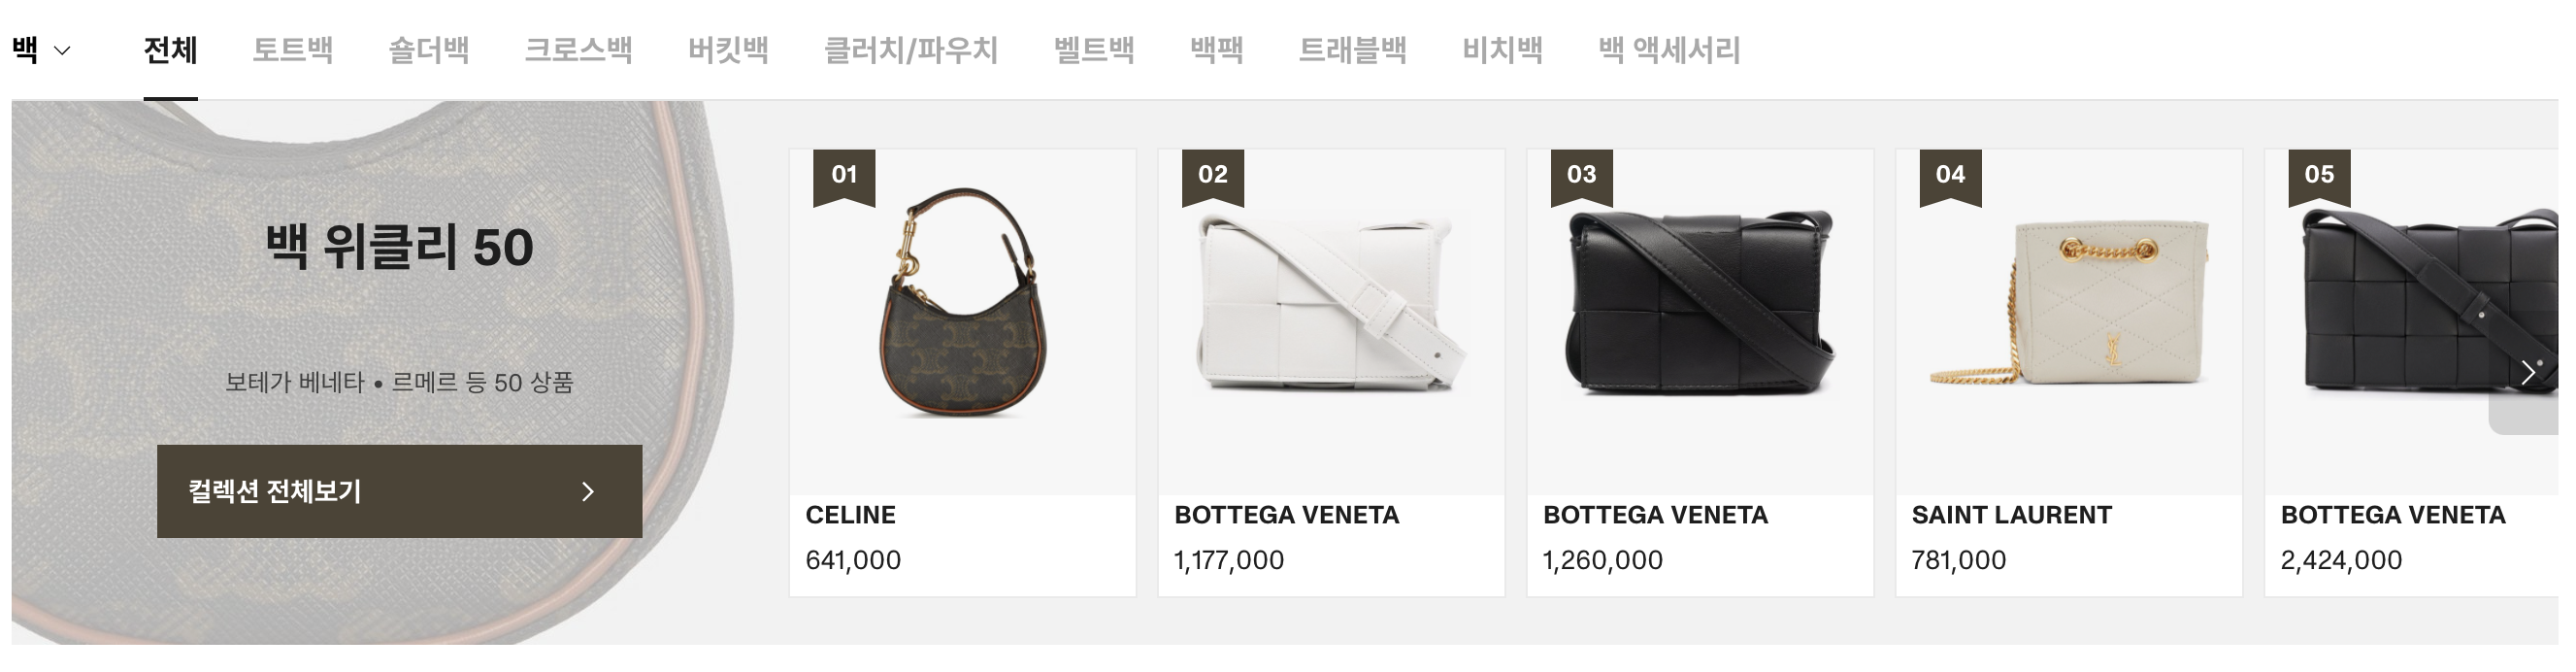 백
전체 토트백 숄더백 크로스백 버킷백 클러치/파우치 벨트백 백팩 트래블백 비치백 백 액세서리
백 위클리 50
보테가 베네타 • 르메르 등 50 상품
컬렉션 전체보기
01
CELINE
641,000
02
BOTTEGA VENETA
1,177,000
03
BOTTEGA VENETA
1,260,000
04
SAINT LAURENT
781,000
05
BOTTEGA VENETA
2,424,000